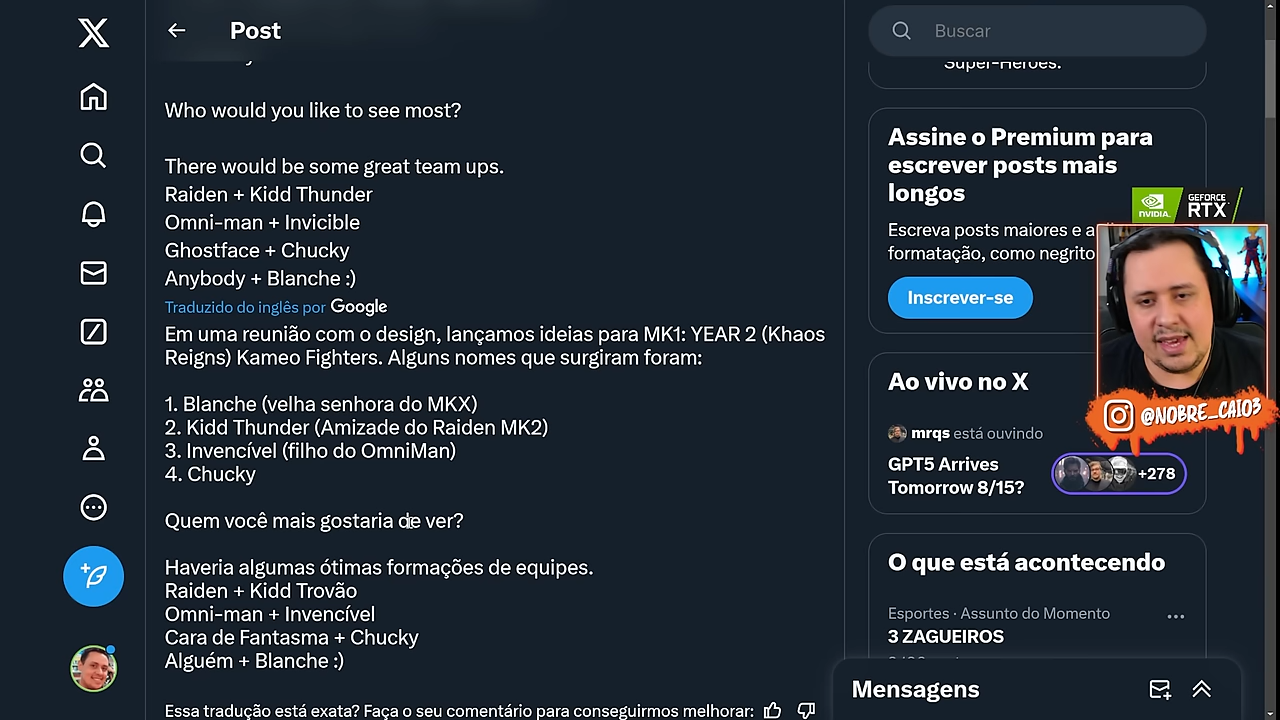 Post
Who would you like to see most?
There would be some great team ups.
Raiden + Kidd Thunder
Omni-man + Invicible
Ghostface + Chucky
Anybody + Blanche :)
Traduzido do inglês por Google
Em uma reunião com o design, lançamos ideias para MK1: YEAR 2 (Khaos
Reigns) Kameo Fighters. Alguns nomes que surgiram foram:
1. Blanche (velha senhora do MKX)
2. Kidd Thunder (Amizade do Raiden MK2)
3. Invencível (filho do OmniMan)
4. Chucky
Quem você mais gostaria de ver?
Haveria algumas ótimas formações de equipes.
Raiden + Kidd Trovão
Omni-man + Invencível
Cara de Fantasma + Chucky
Alguém + Blanche :)
Essa tradução está exata? Faça o seu comentário para conseguirmos melhorar:
Buscar
Super-Heróis.
Assine o Premium para
escrever posts mais
longos
Escreva posts maiores e a
formatação, como negrito
Inscrever-se
NVIDIA.
GEFORCE
RTX
@NOBRE_CAIO3
Ao vivo no X
mrqs está ouvindo
GPT5 Arrives
Tomorrow 8/15?
+278
O que está acontecendo
Esportes · Assunto do Momento
3 ZAGUEIROS
Mensagens